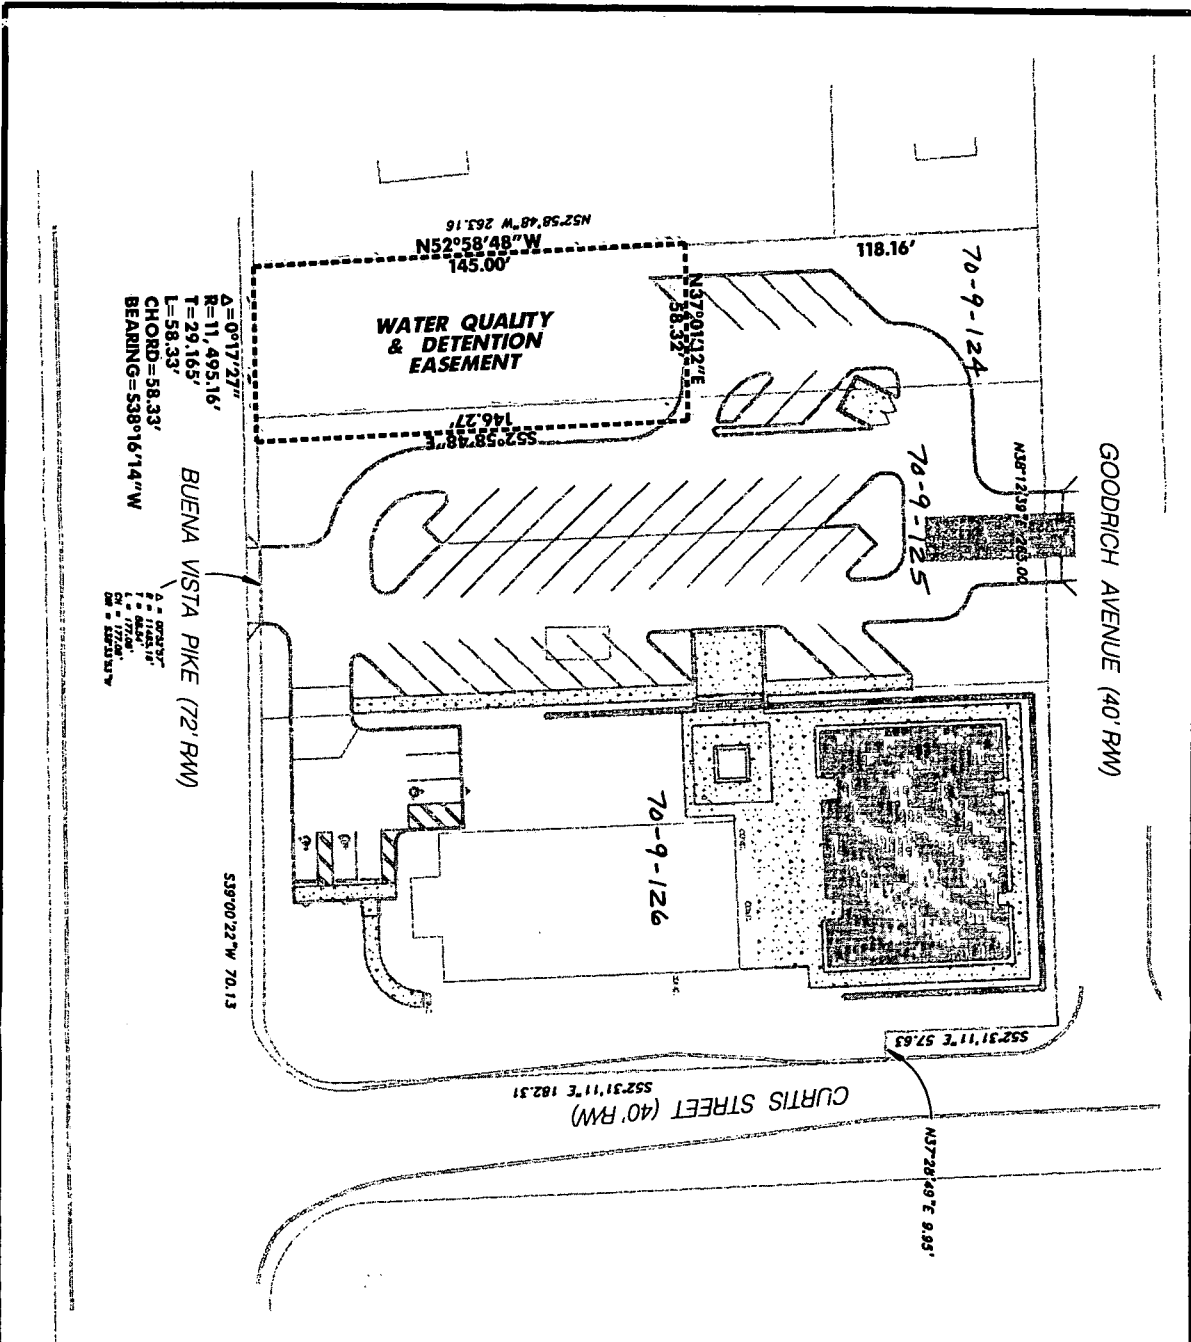 N52°58'48"W 263.16
N52°58'48"W
145.00'
118.16'
70-9-124
N37°01'12"E
58.32'
WATER QUALITY
& DETENTION
EASEMENT
Δ=0°17'27"
R=11,495.16'
T=29.165'
L=58.33'
CHORD=58.33'
BEARING=S38°16'14"W
146.27'
S52°58'48"E
70-9-125
GOODRICH AVENUE (40' R/W)
BUENA VISTA PIKE (72' R/W)
70-9-126
S39°00'22"W 70.13
S52°31'11"E 57.63
S52°31'11"E 182.31
CURTIS STREET (40' R/W)
N37°28'49"E 9.95'